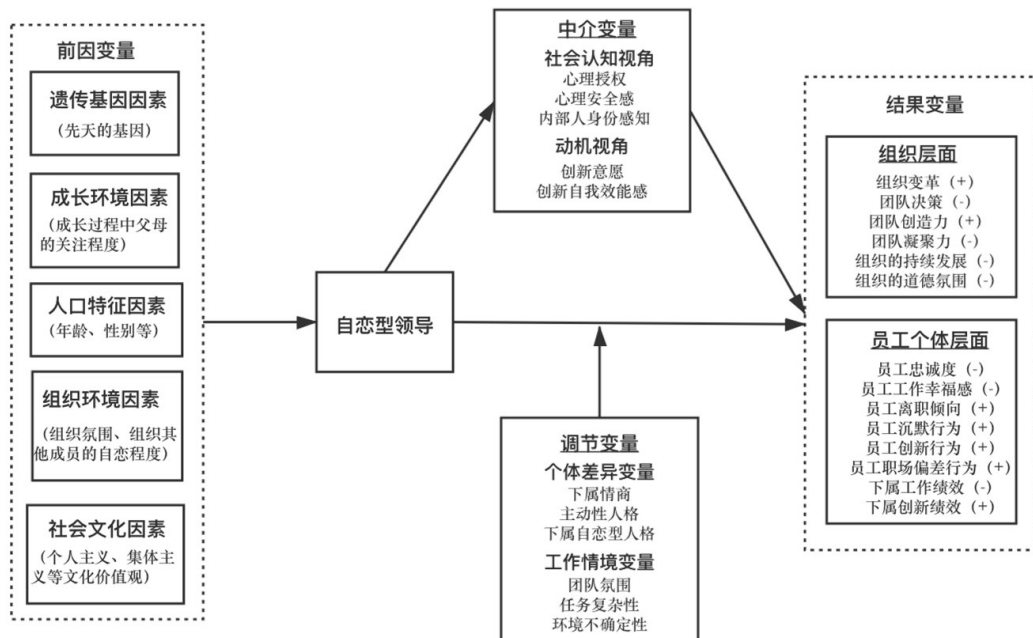 前因变量
遗传基因因素
(先天的基因)
成长环境因素
(成长过程中父母
的关注程度)
人口特征因素
(年龄、性别等)
组织环境因素
(组织氛围、组织其
他成员的自恋程度)
社会文化因素
(个人主义、集体主
义等文化价值观)
自恋型领导
中介变量
社会认知视角
心理授权
心理安全感
内部人身份感知
动机视角
创新意愿
创新自我效能感
调节变量
个体差异变量
下属情商
主动性人格
下属自恋型人格
工作情境变量
团队氛围
任务复杂性
环境不确定性
结果变量
组织层面
组织变革 (+)
团队决策 (-)
团队创造力 (+)
团队凝聚力 (-)
组织的持续发展 (-)
组织的道德氛围 (-)
员工个体层面
员工忠诚度 (-)
员工工作幸福感 (-)
员工离职倾向 (+)
员工沉默行为 (+)
员工创新行为 (+)
员工职场偏差行为 (+)
下属工作绩效 (-)
下属创新绩效 (+)